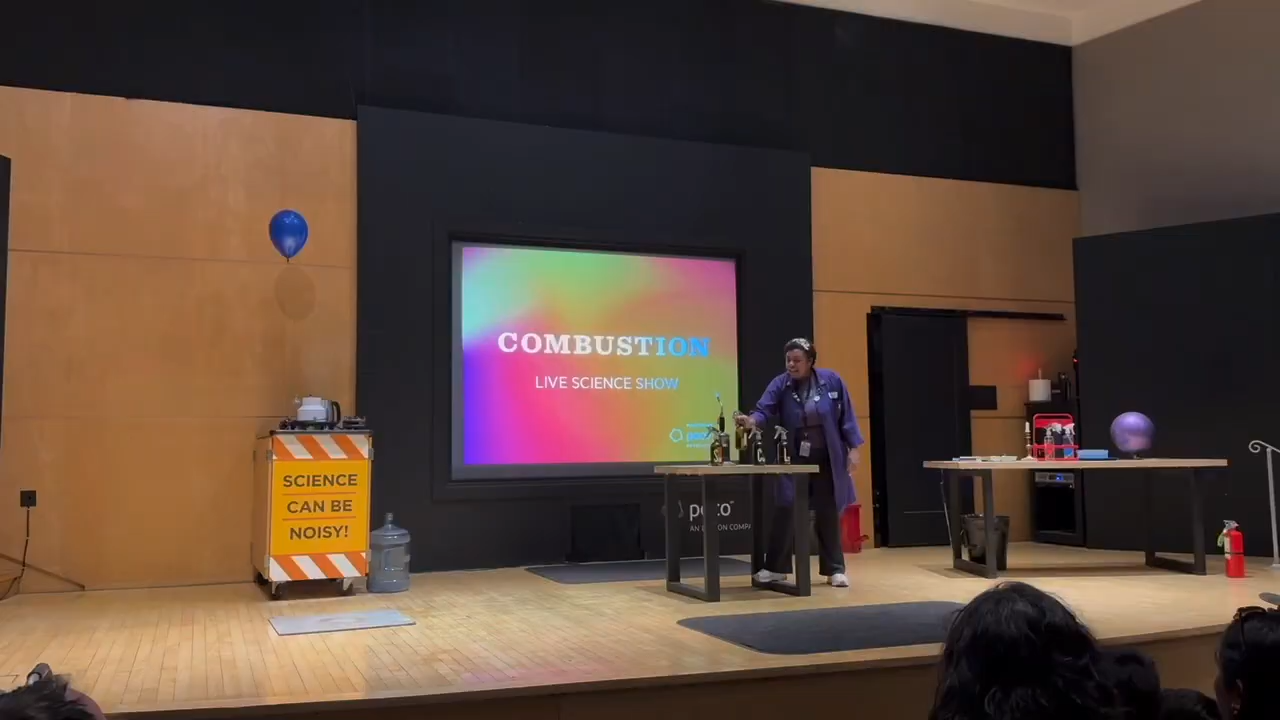 COMBUSTION
LIVE SCIENCE SHOW
SCIENCE
CAN BE
NOISY!
S
C
L